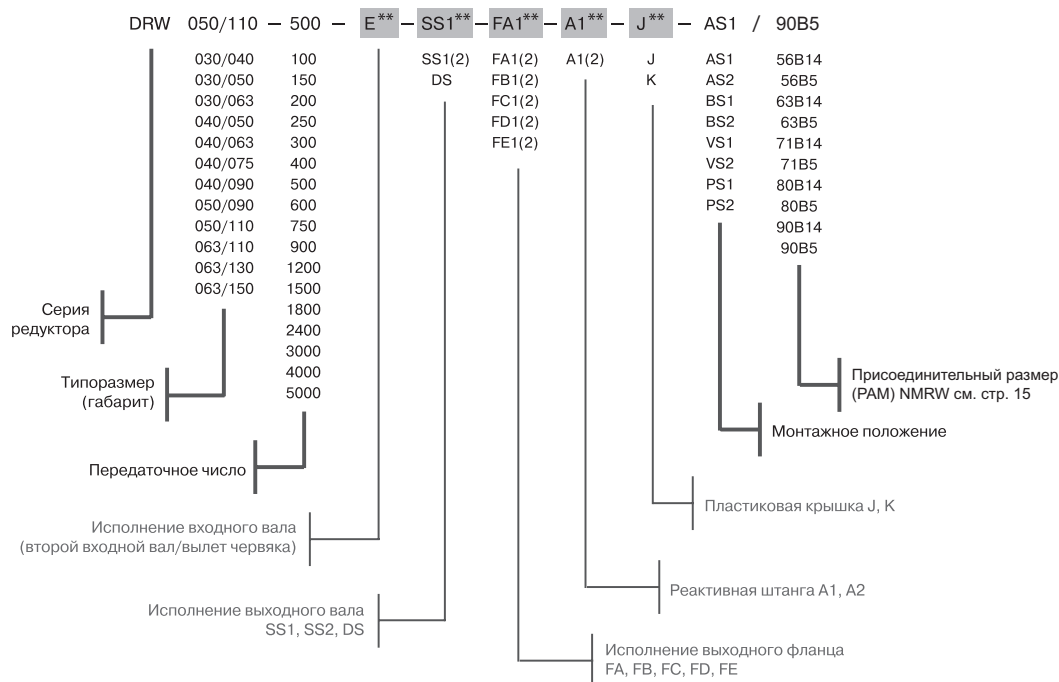 DRW 050/110 – 500 – E** – SS1** – FA1** – A1** – J** – AS1 / 90B5
030/040 100 SS1(2) FA1(2) A1(2) J AS1 56B14
030/050 150 DS FB1(2) K AS2 56B5
030/063 200 FC1(2) BS1 63B14
040/050 250 FD1(2) BS2 63B5
040/063 300 FE1(2) VS1 71B14
040/075 400 VS2 71B5
040/090 500 PS1 80B14
050/090 600 PS2 80B5
050/110 750 90B14
063/110 900 90B5
063/130 1200
063/150 1500
1800
2400
3000
4000
5000
Серия
редуктора
Типоразмер
(габарит)
Присоединительный размер
(PAM) NMRW см. стр. 15
Монтажное положение
Передаточное число
Пластиковая крышка J, K
Исполнение входного вала
(второй входной вал/вылет червяка)
Реактивная штанга A1, A2
Исполнение выходного вала
SS1, SS2, DS
Исполнение выходного фланца
FA, FB, FC, FD, FE